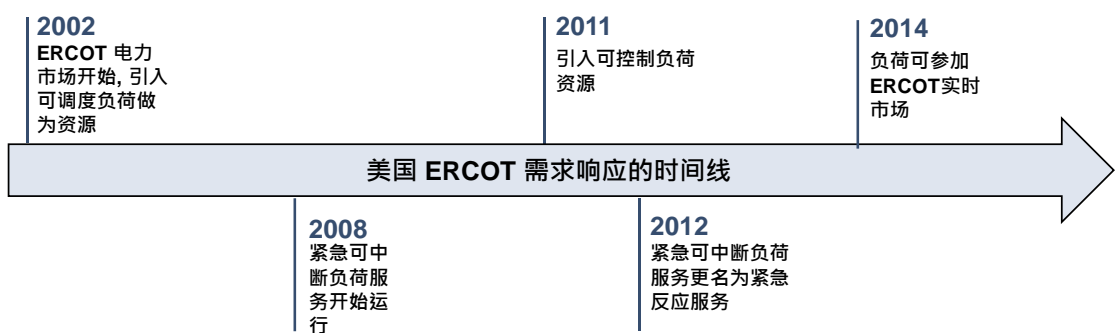 2002
ERCOT 电力
市场开始, 引入
可调度负荷做
为资源
2011
引入可控制负荷
资源
2014
负荷可参加
ERCOT实时
市场
美国 ERCOT 需求响应的时间线
2008
紧急可中
断负荷服
务开始运
行
2012
紧急可中断负荷
服务更名为紧急
反应服务